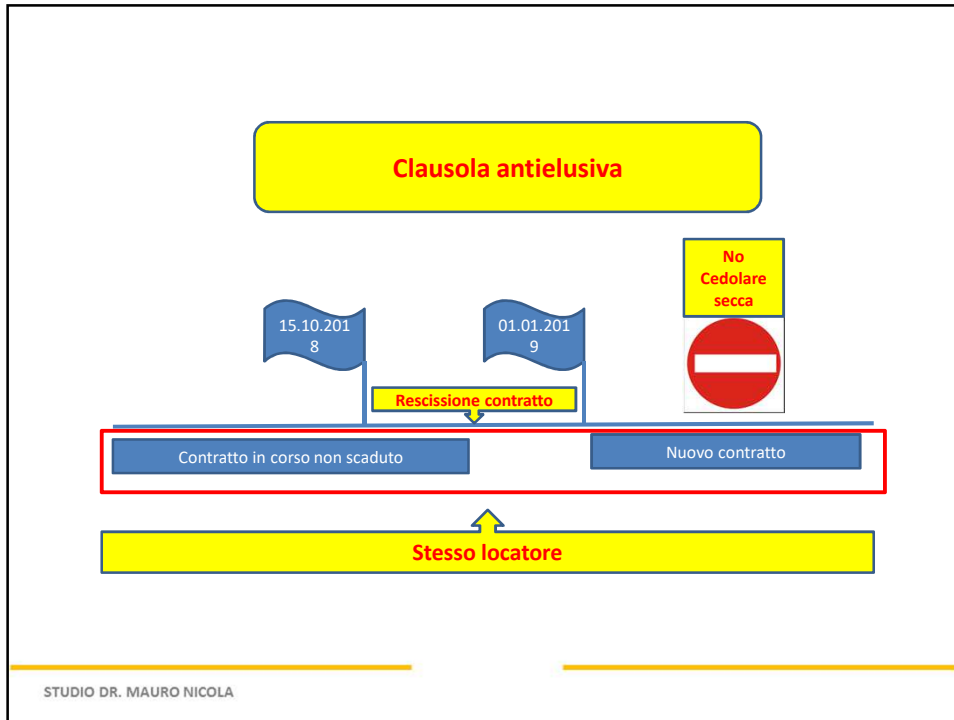 Clausola antielusiva
No
Cedolare
secca
15.10.201
8
01.01.201
9
Rescissione contratto
Contratto in corso non scaduto
Nuovo contratto
Stesso locatore
STUDIO DR. MAURO NICOLA